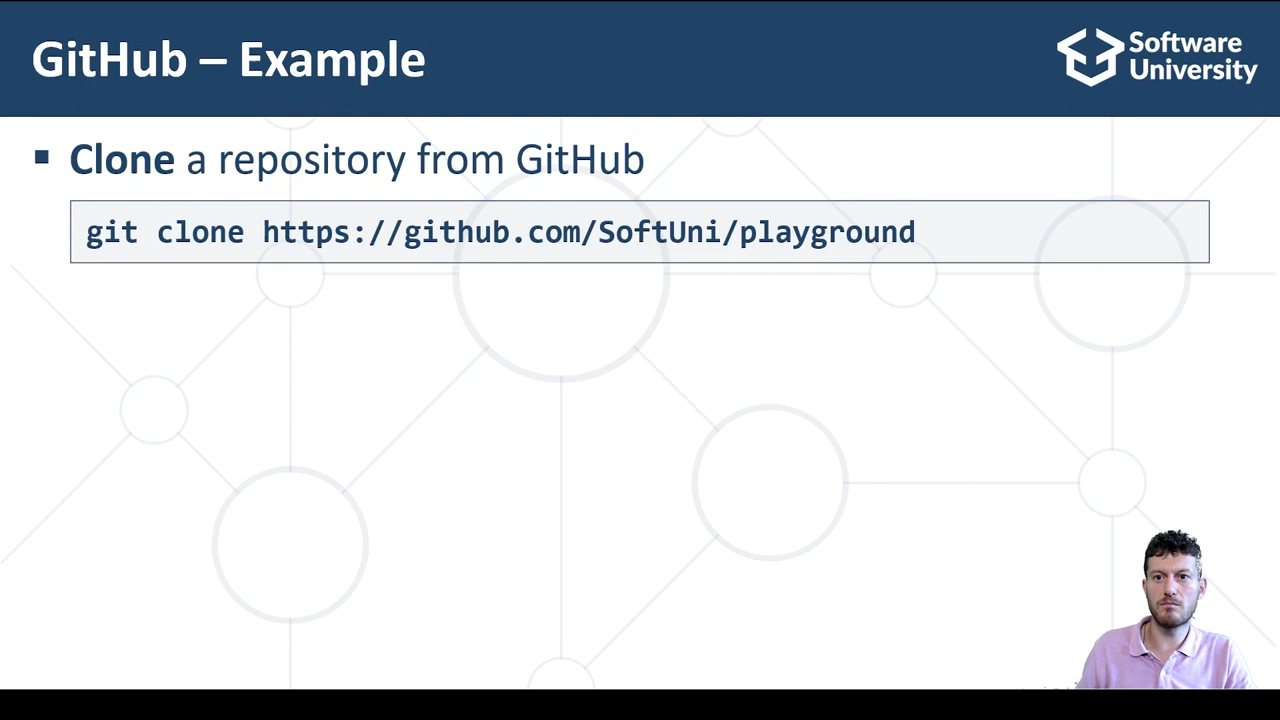 GitHub – Example
Software
University
▪ Clone a repository from GitHub
git clone https://github.com/SoftUni/playground